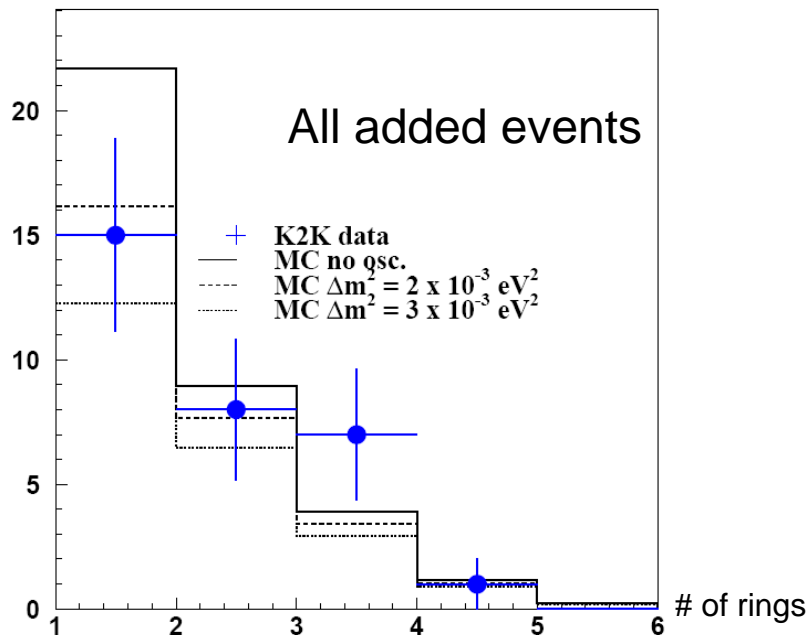 All added events
K2K data
MC no osc.
MC Δm² = 2 x 10⁻³ eV²
MC Δm² = 3 x 10⁻³ eV²
20
15
10
5
0
1 2 3 4 5 6
# of rings